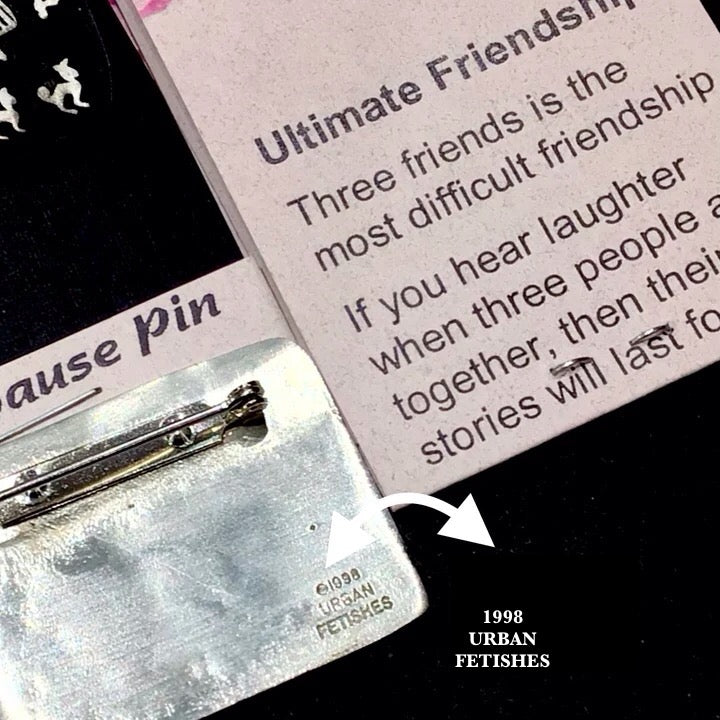 Ultimate Friendship
Three friends is the
most difficult friendship
If you hear laughter
when three people a
together, then their
stories will last fo
ause Pin
©1998
URBAN
FETISHES
1998
URBAN
FETISHES